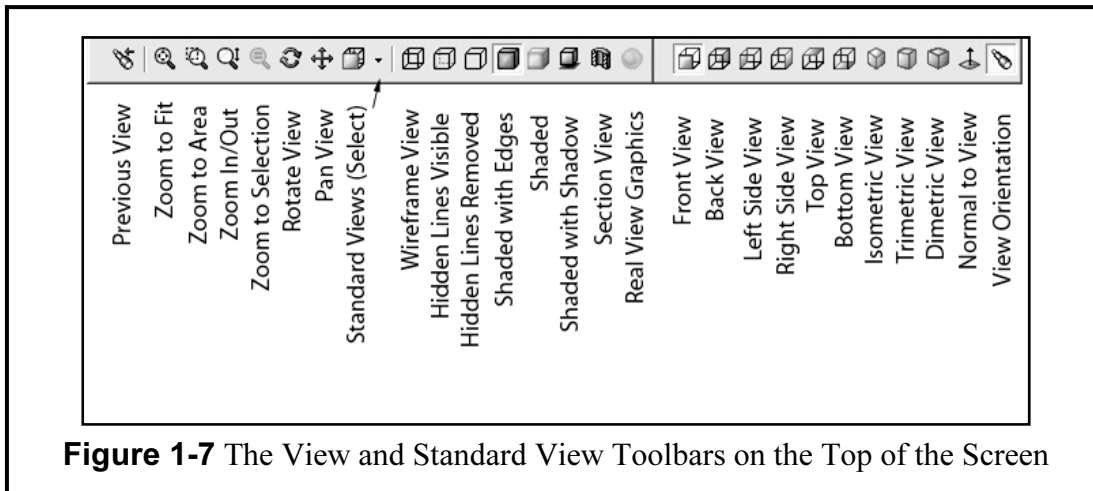 Previous View
Zoom to Fit
Zoom to Area
Zoom In/Out
Zoom to Selection
Rotate View
Pan View
Standard Views (Select)
Wireframe View
Hidden Lines Visible
Hidden Lines Removed
Shaded with Edges
Shaded
Shaded with Shadow
Section View
Real View Graphics
Front View
Back View
Left Side View
Right Side View
Top View
Bottom View
Isometric View
Trimetric View
Dimetric View
Normal to View
View Orientation
Figure 1-7 The View and Standard View Toolbars on the Top of the Screen